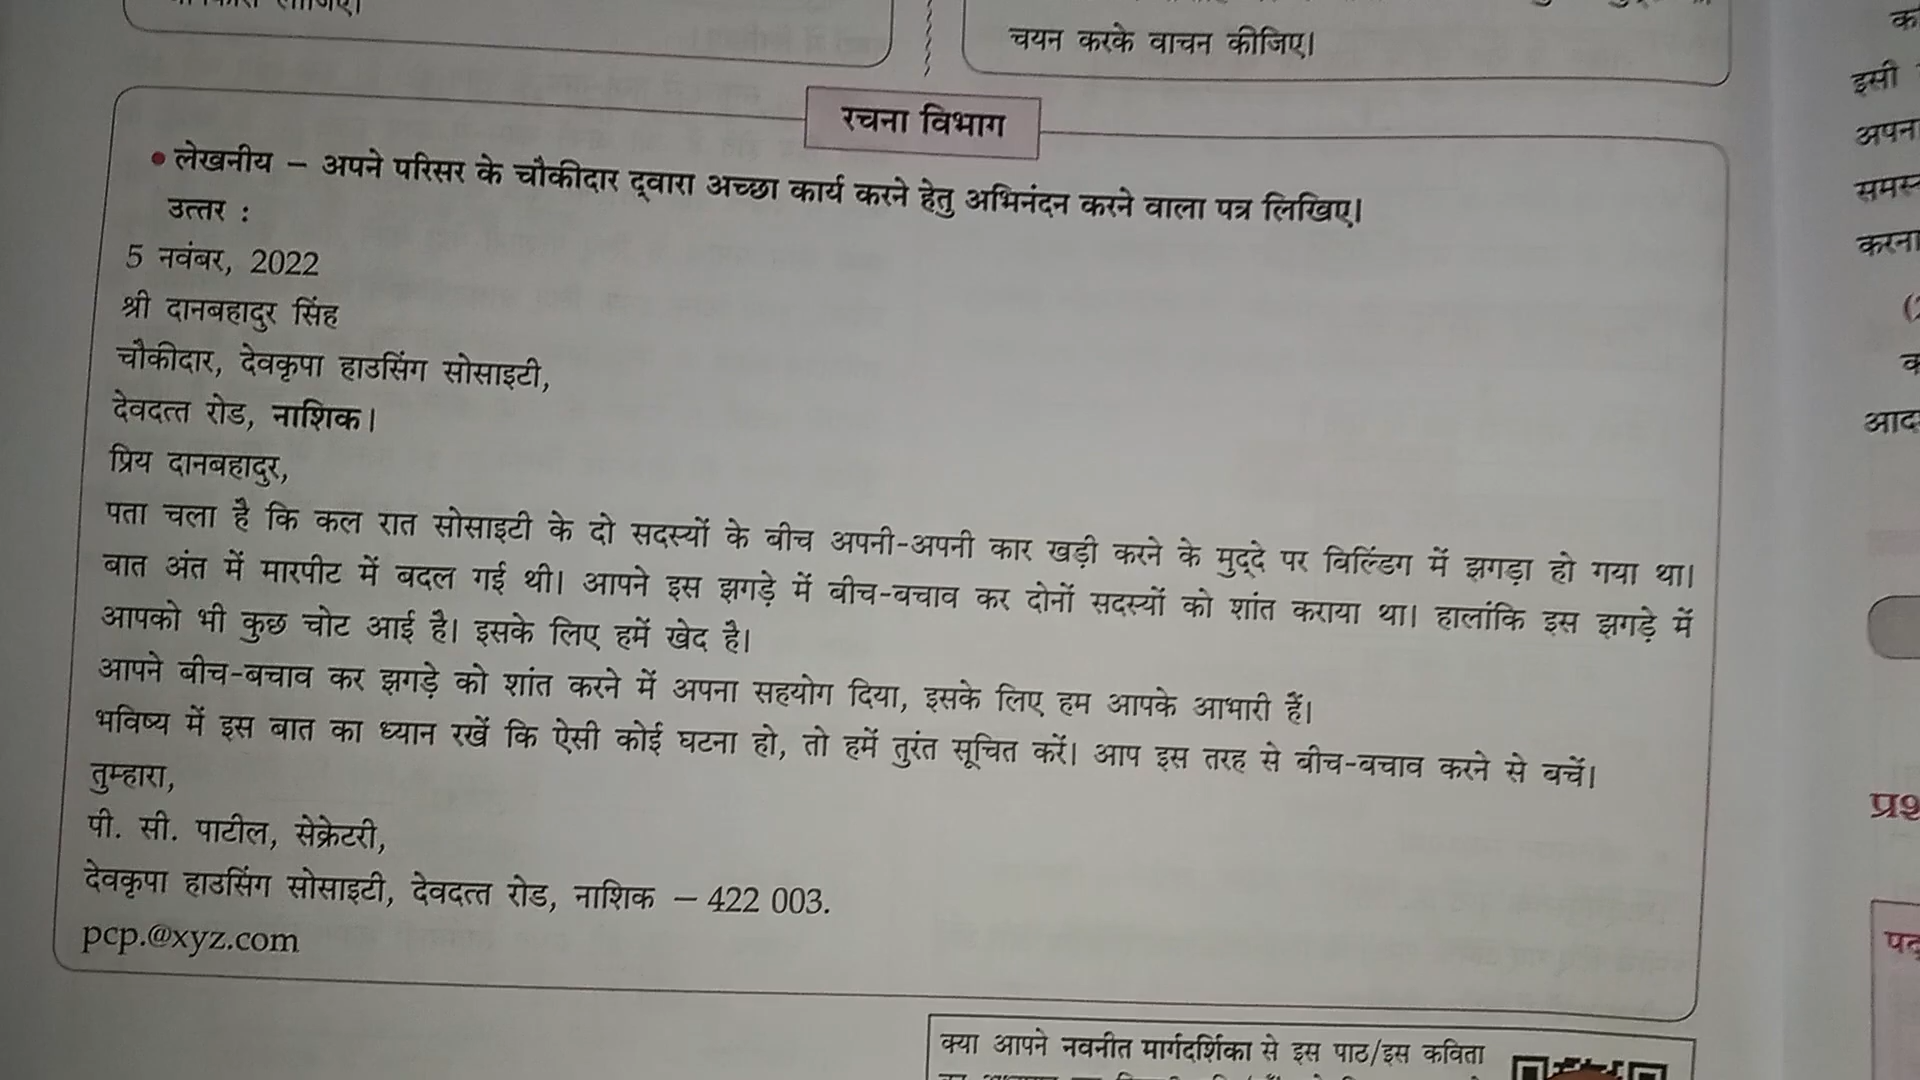 चयन करके वाचन कीजिए।
रचना विभाग
• लेखनीय – अपने परिसर के चौकीदार द्वारा अच्छा कार्य करने हेतु अभिनंदन करने वाला पत्र लिखिए।
उत्तर :
5 नवंबर, 2022
श्री दानबहादुर सिंह
चौकीदार, देवकृपा हाउसिंग सोसाइटी,
देवदत्त रोड, नाशिक।
प्रिय दानबहादुर,
पता चला है कि कल रात सोसाइटी के दो सदस्यों के बीच अपनी-अपनी कार खड़ी करने के मुद्दे पर विल्डिंग में झगड़ा हो गया था।
बात अंत में मारपीट में बदल गई थी। आपने इस झगड़े में बीच-बचाव कर दोनों सदस्यों को शांत कराया था। हालांकि इस झगड़े में
आपको भी कुछ चोट आई है। इसके लिए हमें खेद है।
आपने बीच-बचाव कर झगड़े को शांत करने में अपना सहयोग दिया, इसके लिए हम आपके आभारी हैं।
भविष्य में इस बात का ध्यान रखें कि ऐसी कोई घटना हो, तो हमें तुरंत सूचित करें। आप इस तरह से बीच-बचाव करने से बचें।
तुम्हारा,
पी. सी. पाटील, सेक्रेटरी,
देवकृपा हाउसिंग सोसाइटी, देवदत्त रोड, नाशिक – 422 003.
pcp.@xyz.com
क्या आपने नवनीत मार्गदर्शिका से इस पाठ/इस कविता
इसी
करना